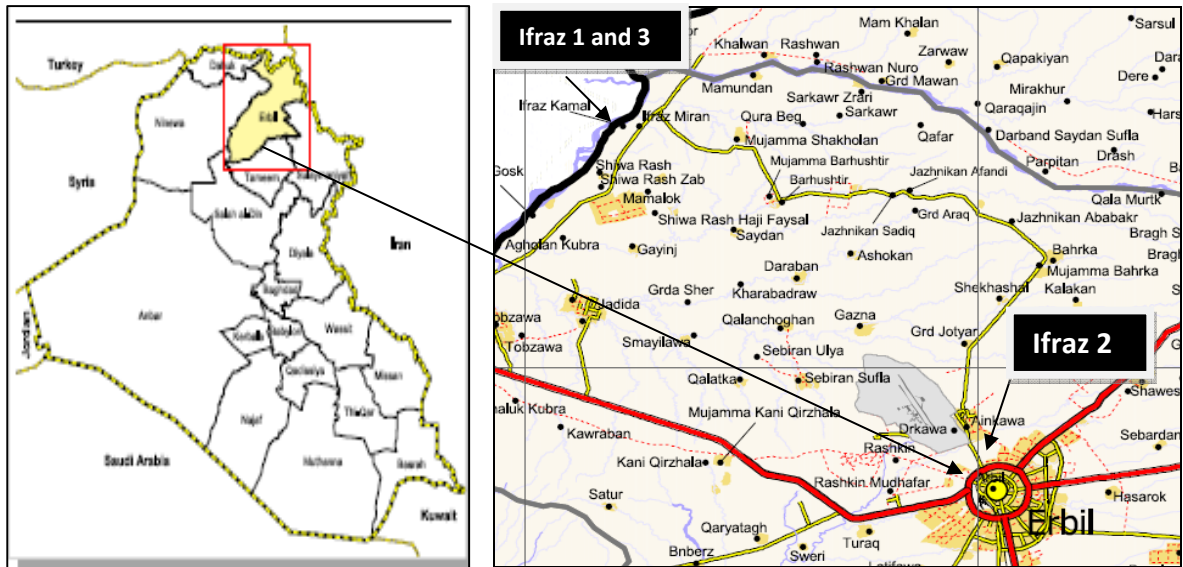 Turkey
Dahuk
Ninewa
Erbil
Syria
Taneem
Salah al-Din
Diyala
Iran
Baghdad
Anbar
Jordan
Kerbala
Babylon
Wassit
Qadisiya
Missan
Najaf
Thi-Qar
Muthanna
Basrah
Saudi Arabia
Kuwait
Ifraz 1 and 3
Mam Khalan
Sarsul
Khalwan
Rashwan
Zarwaw
Qapakiyan
Rashwan Nuro
Dere
Mamundan
Grd Mawan
Mirakhur
Sarkawr Zrari
Ifraz Kamal
Sarkawr
Qaraqajin
Ifraz Miran
Qura Beg
Qafar
Darband Saydan Sufla
Mujamma Shakholan
Drash
Mujamma Barhushtir
Parpitan
Gosk
Shiwa Rash
Shiwa Rash Zab
Barhushtir
Jazhnikan Afandi
Qala Murtk
Mamalok
Shiwa Rash Haji Faysal
Grd Araq
Jazhnikan Ababakr
Saydan
Jazhnikan Sadiq
Bragh S
Agholan Kubra
Gayinj
Ashokan
Bahrka
Daraban
Mujamma Bahrka
Grda Sher
Kharabadraw
Shekhashal
Kalakan
Jadida
Qalanchoghan
Gazna
Tobzawa
Smayilawa
Grd Jotyar
Ifraz 2
Sebiran Ulya
Qalatka
Sebiran Sufla
Shawes
Mujamma Kani Qirzhala
Drkawa
Ainkawa
Kawraban
Sebardan
Kani Qirzhala
Rashkin
Rashkin Mudhafar
Satur
Hasarok
Erbil
Qaryatagh
Turaq
Bnberz
Sweri